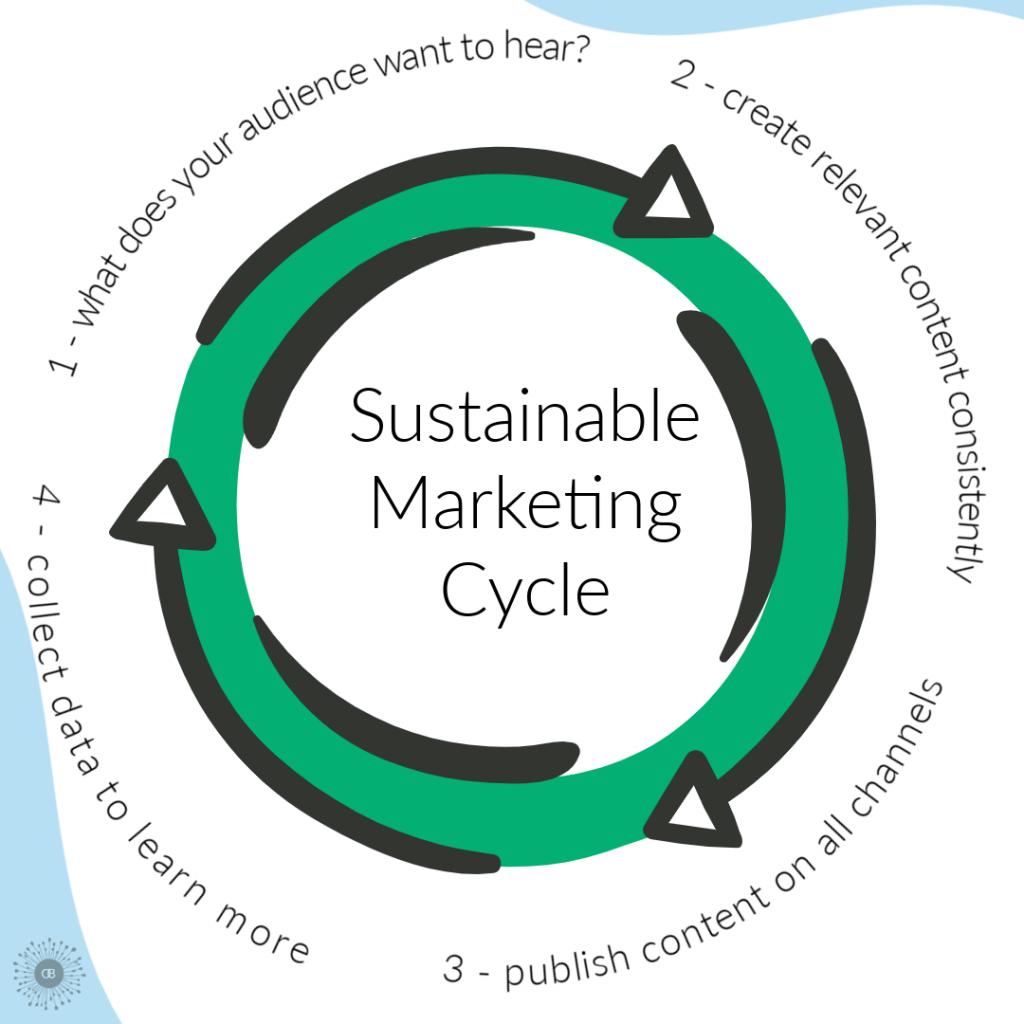 1 - what does your audience want to hear?
2 - create relevant content consistently
Sustainable
Marketing
Cycle
3 - publish content on all channels
4 - collect data to learn more